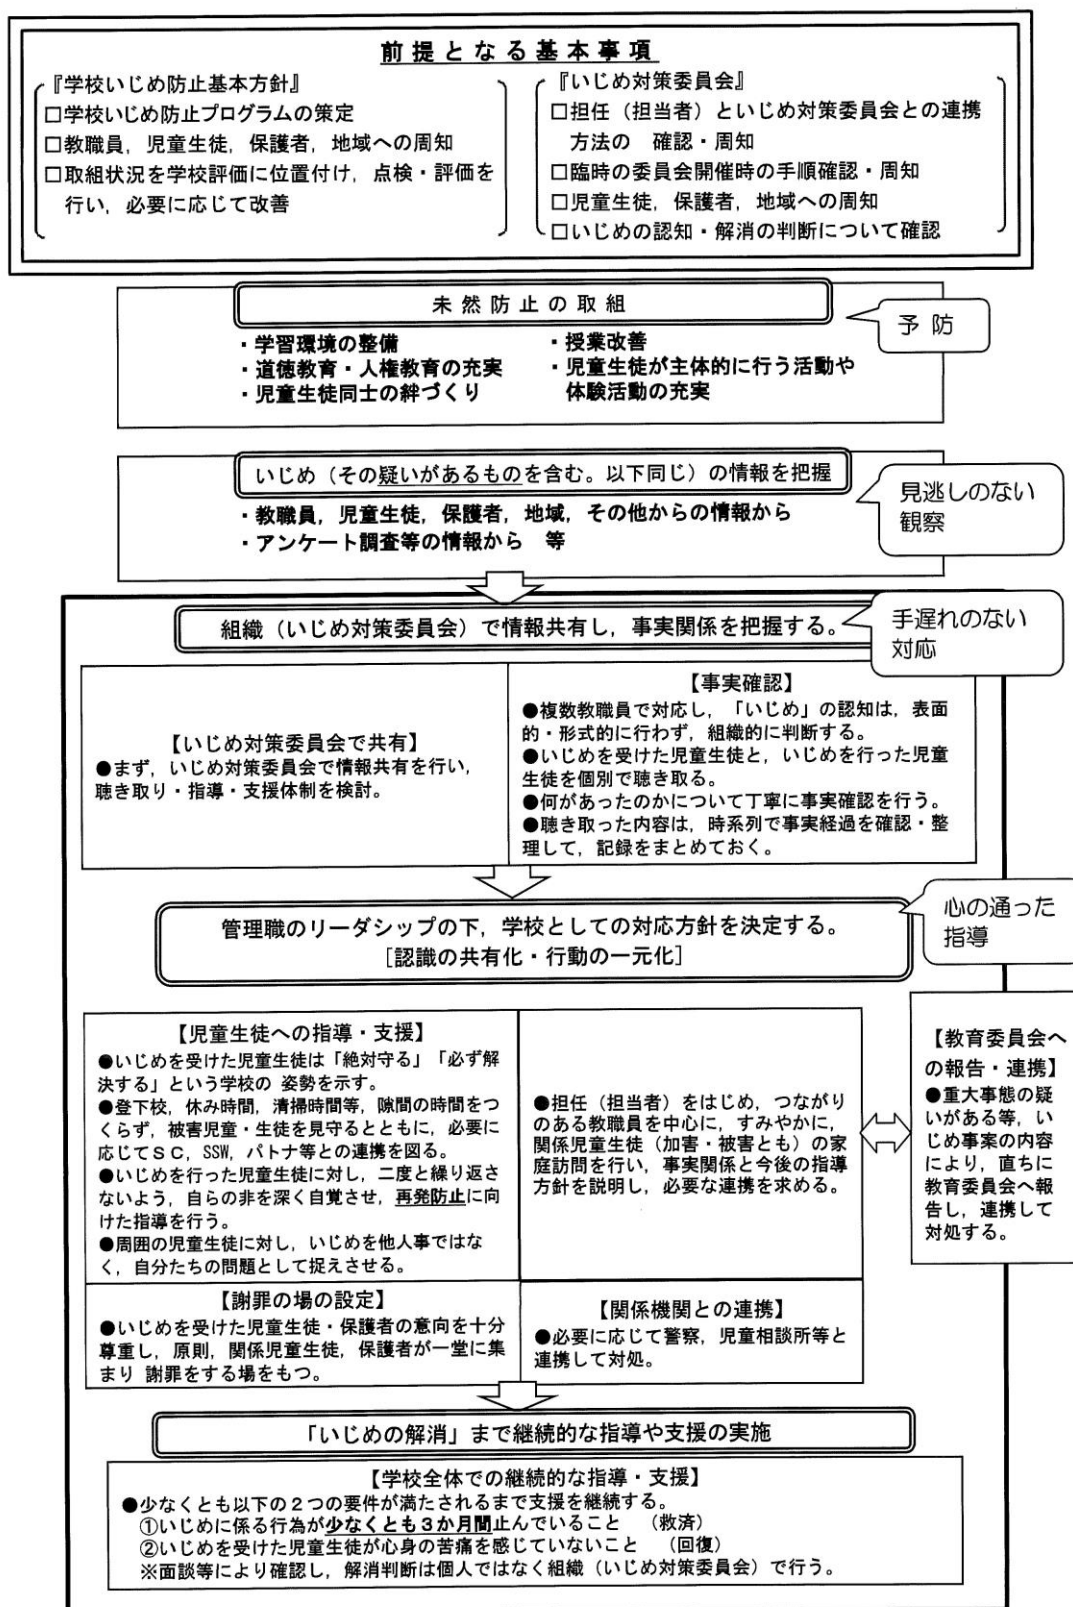 前提となる基本事項
『学校いじめ防止基本方針』
□学校いじめ防止プログラムの策定
□教職員，児童生徒，保護者，地域への周知
□取組状況を学校評価に位置付け，点検・評価を
行い，必要に応じて改善
『いじめ対策委員会』
□担任（担当者）といじめ対策委員会との連携
方法の　確認・周知
□臨時の委員会開催時の手順確認・周知
□児童生徒，保護者，地域への周知
□いじめの認知・解消の判断について確認
未然防止の取組
予防
・学習環境の整備
・道徳教育・人権教育の充実
・児童生徒同士の絆づくり
・授業改善
・児童生徒が主体的に行う活動や
体験活動の充実
いじめ（その疑いがあるものを含む。以下同じ）の情報を把握
見逃しのない
観察
・教職員，児童生徒，保護者，地域，その他からの情報から
・アンケート調査等の情報から　等
組織（いじめ対策委員会）で情報共有し，事実関係を把握する。
手遅れのない
対応
【いじめ対策委員会で共有】
●まず，いじめ対策委員会で情報共有を行い，
聴き取り・指導・支援体制を検討。
【事実確認】
●複数教職員で対応し，「いじめ」の認知は，表面
的・形式的に行わず，組織的に判断する。
●いじめを受けた児童生徒と，いじめを行った児童
生徒を個別で聴き取る。
●何があったのかについて丁寧に事実確認を行う。
●聴き取った内容は，時系列で事実経過を確認・整
理して，記録をまとめておく。
管理職のリーダシップの下，学校としての対応方針を決定する。
［認識の共有化・行動の一元化］
心の通った
指導
【児童生徒への指導・支援】
●いじめを受けた児童生徒は「絶対守る」「必ず解
決する」という学校の 姿勢を示す。
●登下校，休み時間，清掃時間等，隙間の時間をつ
くらず，被害児童・生徒を見守るとともに，必要に
応じてＳＣ，SSW，パトナ等との連携を図る。
●いじめを行った児童生徒に対し，二度と繰り返さ
ないよう，自らの非を深く自覚させ，再発防止に向
けた指導を行う。
●周囲の児童生徒に対し，いじめを他人事ではな
く，自分たちの問題として捉えさせる。
●担任（担当者）をはじめ，つながり
のある教職員を中心に，すみやかに，
関係児童生徒（加害・被害とも）の家
庭訪問を行い，事実関係と今後の指導
方針を説明し，必要な連携を求める。
【教育委員会へ
の報告・連携】
●重大事態の疑
いがある等，い
じめ事案の内容
により，直ちに
教育委員会へ報
告し，連携して
対処する。
【謝罪の場の設定】
●いじめを受けた児童生徒・保護者の意向を十分
尊重し，原則，関係児童生徒，保護者が一堂に集
まり 謝罪をする場をもつ。
【関係機関との連携】
●必要に応じて警察，児童相談所等と
連携して対処。
「いじめの解消」まで継続的な指導や支援の実施
【学校全体での継続的な指導・支援】
●少なくとも以下の２つの要件が満たされるまで支援を継続する。
①いじめに係る行為が少なくとも３か月間止んでいること　（救済）
②いじめを受けた児童生徒が心身の苦痛を感じていないこと　（回復）
※面談等により確認し，解消判断は個人ではなく組織（いじめ対策委員会）で行う。